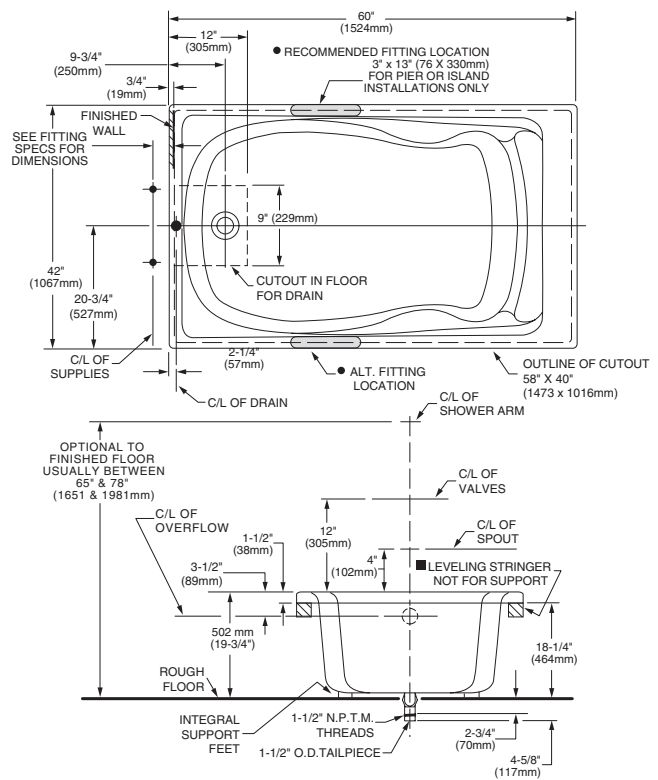 60"
(1524mm)
12"
(305mm)
9-3/4"
(250mm)
● RECOMMENDED FITTING LOCATION
3" x 13" (76 X 330mm)
FOR PIER OR ISLAND
INSTALLATIONS ONLY
3/4"
(19mm)
FINISHED
WALL
SEE FITTING
SPECS FOR
DIMENSIONS
9" (229mm)
CUTOUT IN FLOOR
FOR DRAIN
42"
(1067mm)
20-3/4"
(527mm)
C/L OF
SUPPLIES
2-1/4"
(57mm)
C/L OF DRAIN
● ALT. FITTING
LOCATION
OUTLINE OF CUTOUT
58" X 40"
(1473 x 1016mm)
C/L OF
SHOWER ARM
OPTIONAL TO
FINISHED FLOOR
USUALLY BETWEEN
65" & 78"
(1651 & 1981mm)
C/L OF
VALVES
C/L OF
OVERFLOW
12"
(305mm)
C/L OF
SPOUT
1-1/2"
(38mm)
4"
(102mm)
3-1/2"
(89mm)
■ LEVELING STRINGER
NOT FOR SUPPORT
502 mm
(19-3/4")
18-1/4"
(464mm)
ROUGH
FLOOR
INTEGRAL
SUPPORT
FEET
1-1/2" N.P.T.M.
THREADS
1-1/2" O.D.TAILPIECE
2-3/4"
(70mm)
4-5/8"
(117mm)